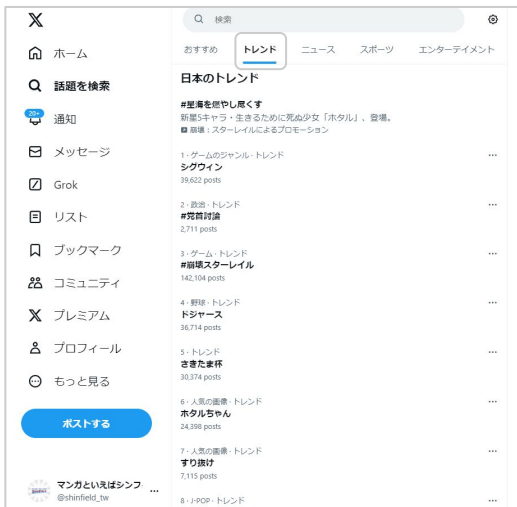 検索
おすすめ
トレンド
ニュース
スポーツ
エンターテイメント
ホーム
話題を検索
20+
通知
メッセージ
Grok
リスト
ブックマーク
コミュニティ
プレミアム
プロフィール
もっと見る
ポストする
マンガといえばシンフ
@shinfield_tw
日本のトレンド
#星海を燃やし尽くす
新星5キャラ・生きるために死ぬ少女「ホタル」、登場。
崩壊：スターレイルによるプロモーション
1・ゲームのジャンル・トレンド
シグウィン
39,622 posts
2・政治・トレンド
#党首討論
2,711 posts
3・ゲーム・トレンド
#崩壊スターレイル
142,104 posts
4・野球・トレンド
ドジャース
36,714 posts
5・トレンド
さきたま杯
30,374 posts
6・人気の画像・トレンド
ホタルちゃん
24,398 posts
7・人気の画像・トレンド
すり抜け
7,115 posts
8・J-POP・トレンド